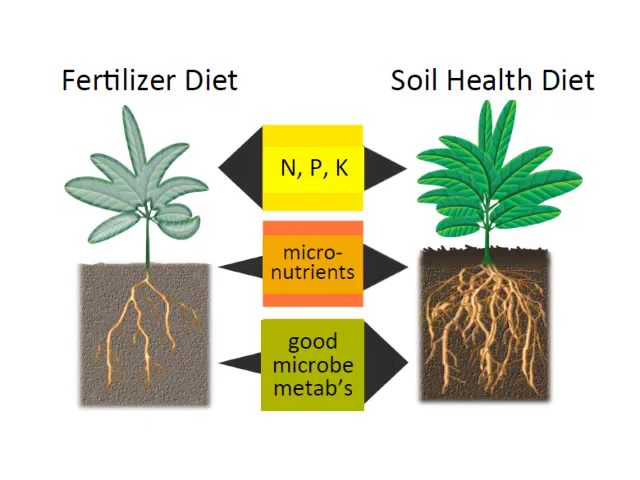 Fertilizer Diet
Soil Health Diet
N, P, K
micro-
nutrients
good
microbe
metab's